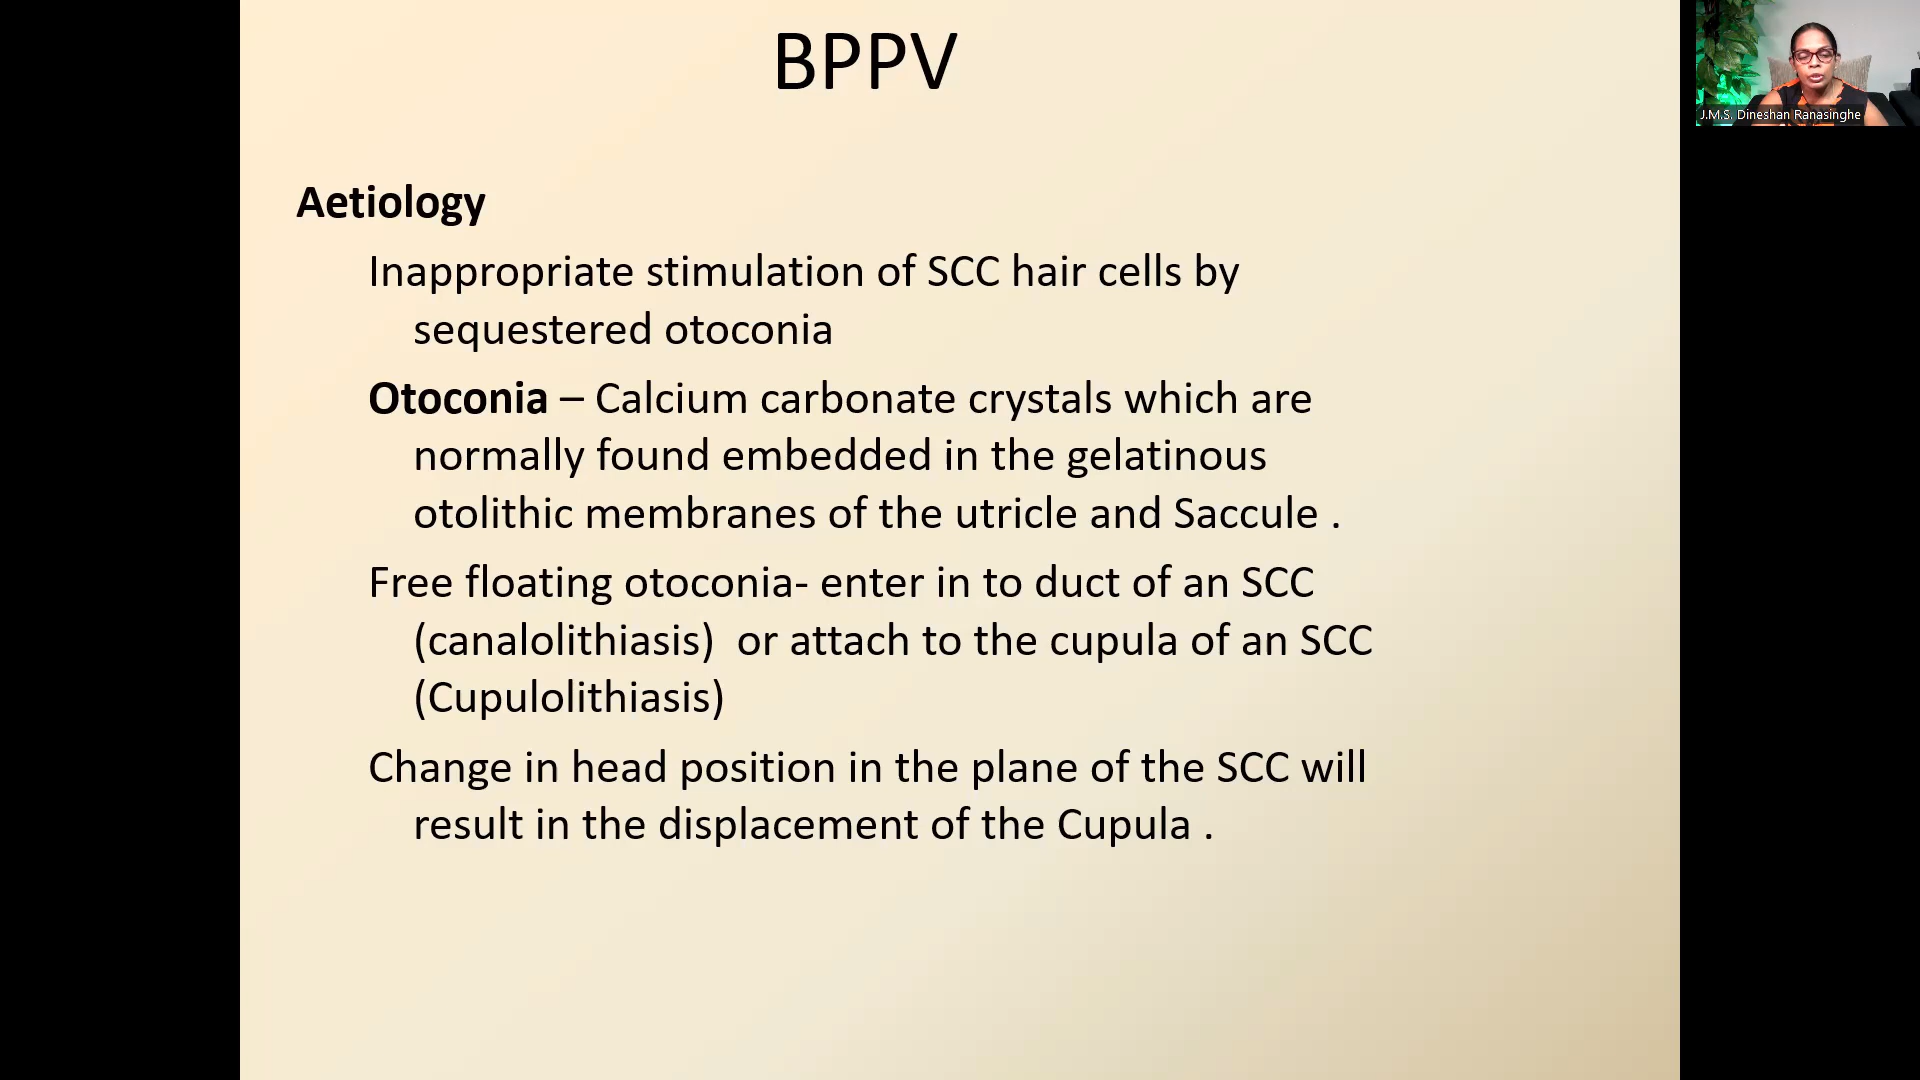 BPPV
J.M.S. Dineshan Ranasinghe
Aetiology
Inappropriate stimulation of SCC hair cells by
sequestered otoconia
Otoconia – Calcium carbonate crystals which are
normally found embedded in the gelatinous
otolithic membranes of the utricle and Saccule .
Free floating otoconia- enter in to duct of an SCC
(canalolithiasis)  or attach to the cupula of an SCC
(Cupulolithiasis)
Change in head position in the plane of the SCC will
result in the displacement of the Cupula .